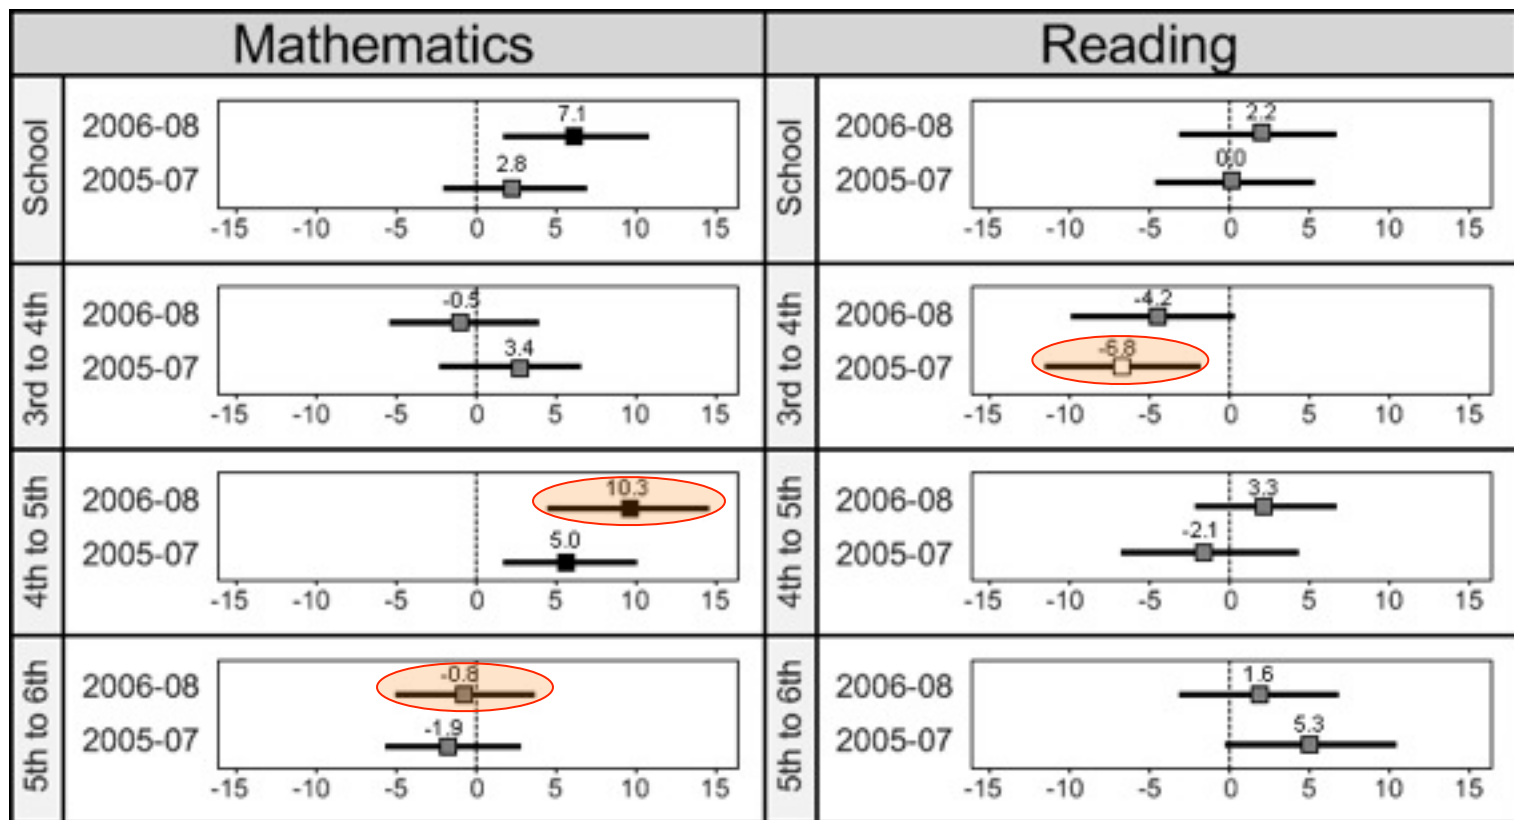 Mathematics
Reading
School
2006-08
7.1
2005-07
2.8
-15 -10 -5 0 5 10 15
School
2006-08
2.2
2005-07
0.0
-15 -10 -5 0 5 10 15
3rd to 4th
2006-08
-0.5
2005-07
3.4
-15 -10 -5 0 5 10 15
3rd to 4th
2006-08
-4.2
2005-07
-6.8
-15 -10 -5 0 5 10 15
4th to 5th
2006-08
10.3
2005-07
5.0
-15 -10 -5 0 5 10 15
4th to 5th
2006-08
3.3
2005-07
-2.1
-15 -10 -5 0 5 10 15
5th to 6th
2006-08
-0.8
2005-07
-1.9
-15 -10 -5 0 5 10 15
5th to 6th
2006-08
1.6
2005-07
5.3
-15 -10 -5 0 5 10 15